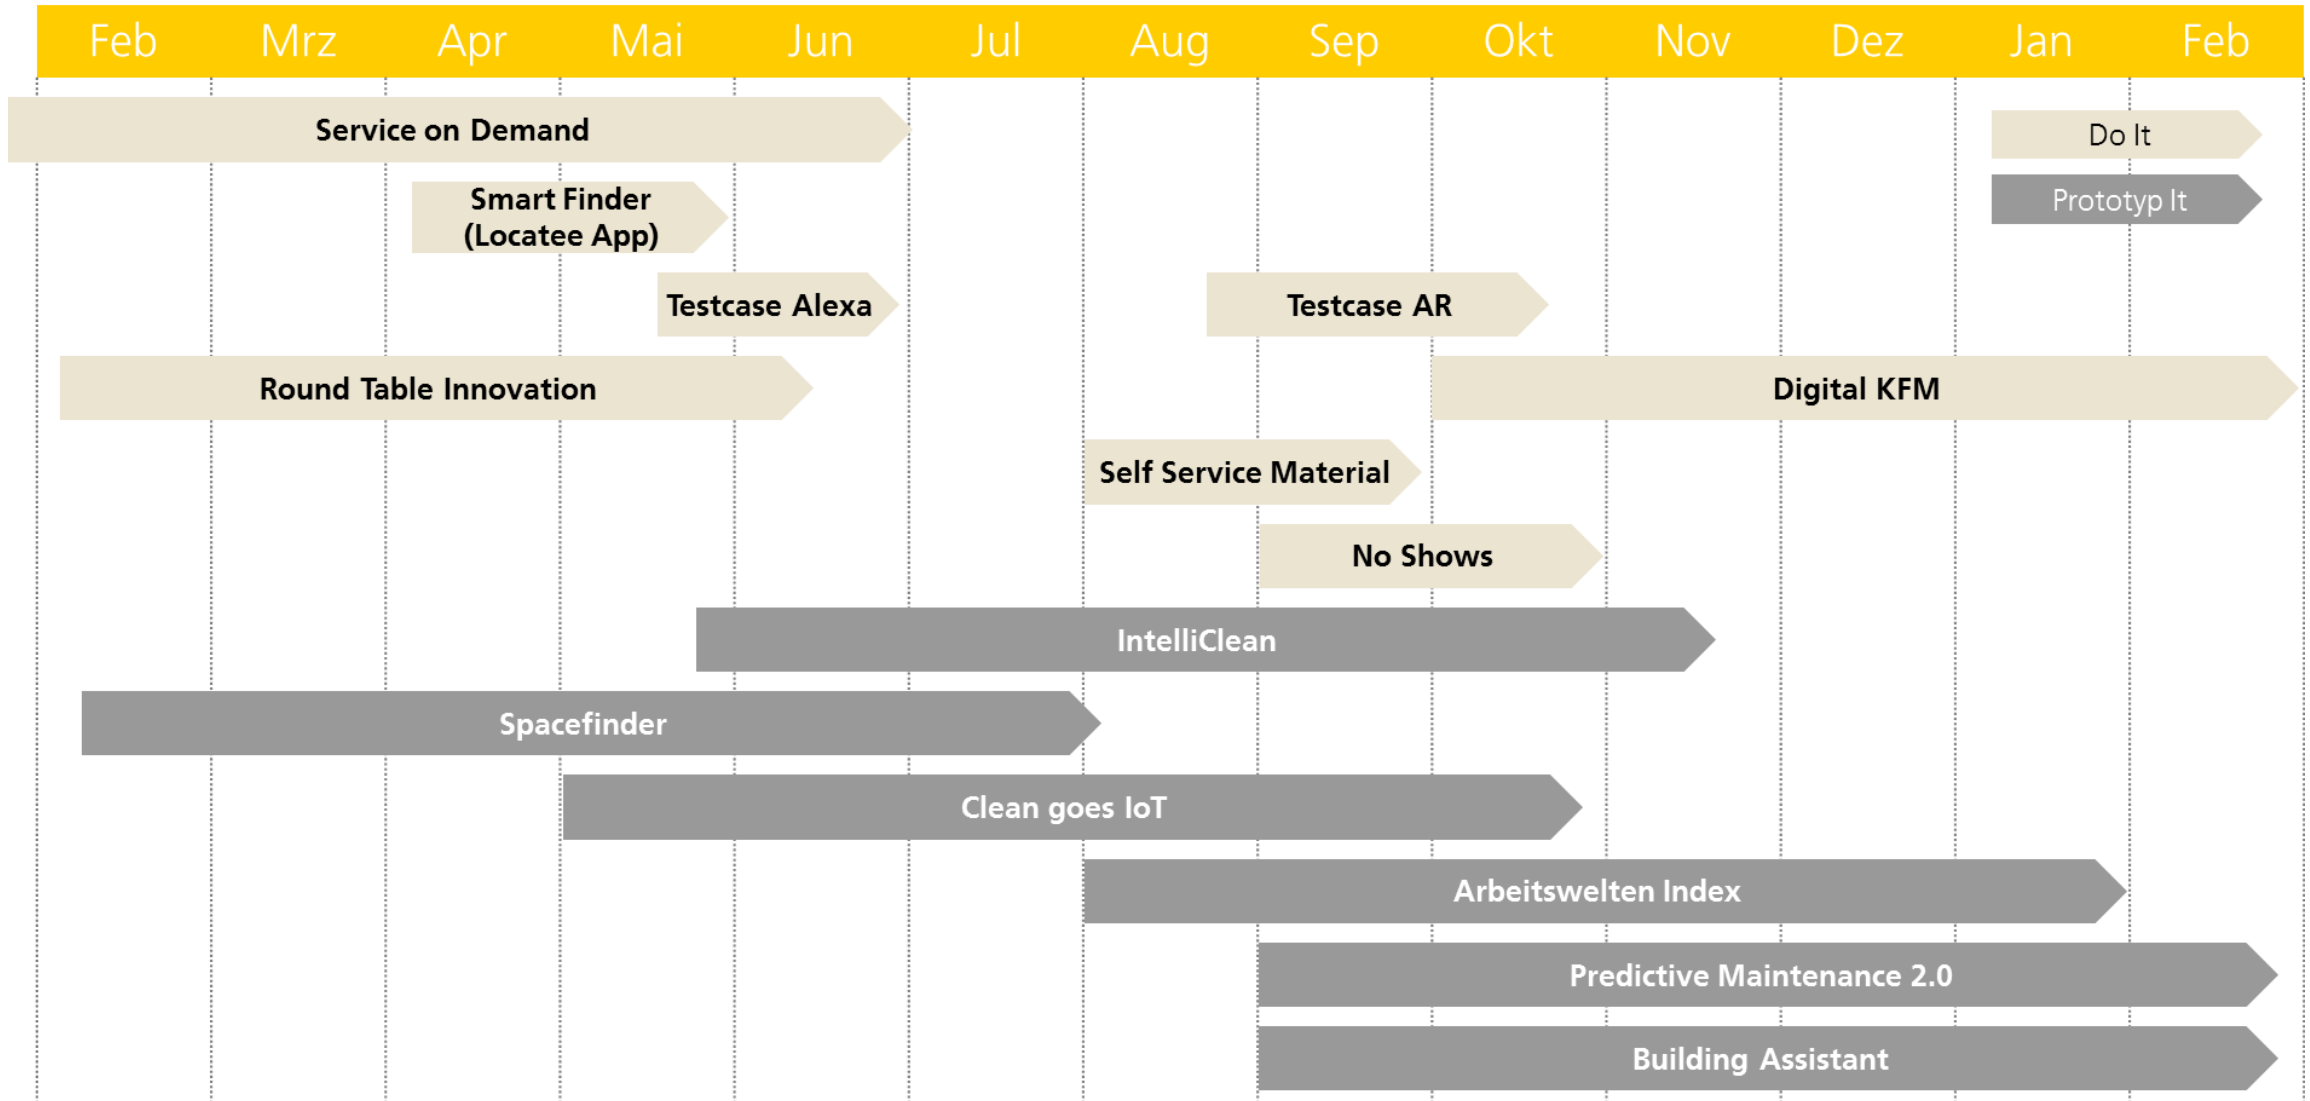 Feb Mrz Apr Mai Jun Jul Aug Sep Okt Nov Dez Jan Feb
Service on Demand
Do It
Smart Finder
(Locatee App)
Prototyp It
Testcase Alexa
Testcase AR
Round Table Innovation
Digital KFM
Self Service Material
No Shows
IntelliClean
Spacefinder
Clean goes IoT
Arbeitswelten Index
Predictive Maintenance 2.0
Building Assistant